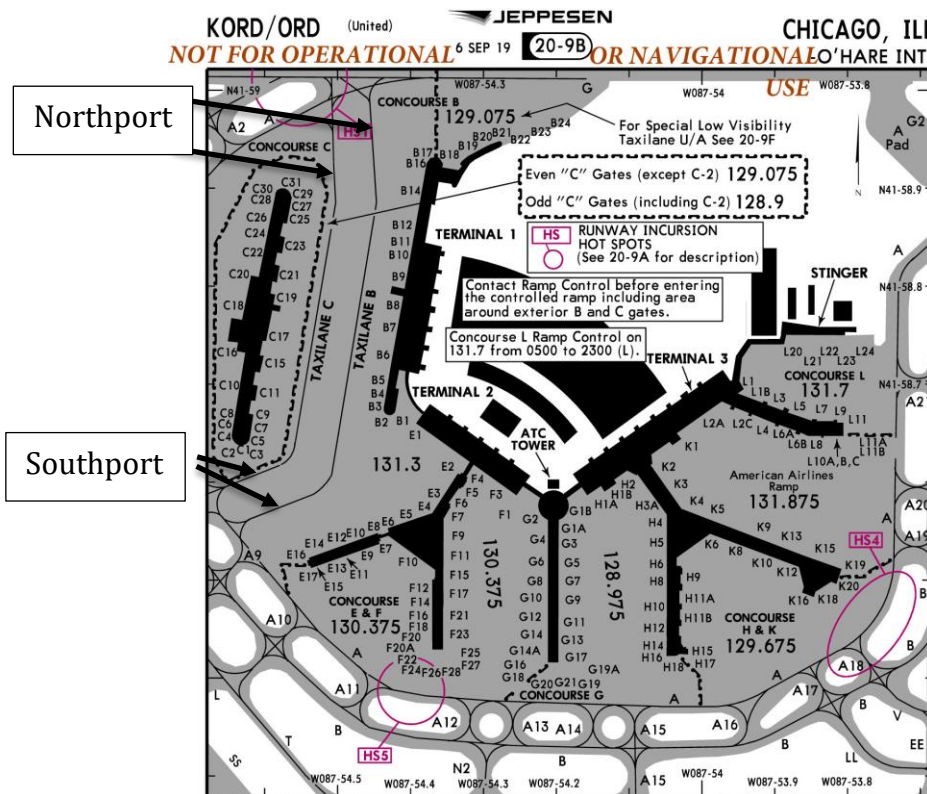 KORD/ORD
(United)
JEPPESEN
6 SEP 19
20-9B
CHICAGO, ILL
O'HARE INT
NOT FOR OPERATIONAL OR NAVIGATIONAL
USE
Northport
Southport
N41-59
W087-54.3
W087-54
W087-53.8
G
A2
A
HS1
CONCOURSE B
129.075
B20
B21
B22
B23
B24
B19
B18
B17
B16
B14
B12
B11
B10
B9
B8
B7
B6
B5
B4
B3
B2
B1
For Special Low Visibility
Taxilane U/A See 20-9F
A
Pad
G2
N
N41-58.9
Even "C" Gates (except C-2) 129.075
Odd "C" Gates (including C-2) 128.9
HS
RUNWAY INCURSION
HOT SPOTS
(See 20-9A for description)
CONCOURSE C
C31
C30
C29
C28
C27
C26
C25
C24
C23
C22
C21
C20
C19
C18
C17
C16
C15
C11
C10
C9
C8
C7
C6
C5
C4
C3
C2
C1
TAXILANE C
TAXILANE B
TERMINAL 1
A
Contact Ramp Control before entering
the controlled ramp including area
around exterior B and C gates.
Concourse L Ramp Control on
131.7 from 0500 to 2300 (L).
STINGER
N41-58.8
L20
L22
L24
L21
L23
TERMINAL 3
CONCOURSE L
131.7
N41-58.7
A21
L1
L1B
L3
L5
L7
L9
L11
L2A
L2C
L4
L6A
L6B
L8
L11A
L11B
L10A,B,C
TERMINAL 2
ATC
TOWER
131.3
E1
E2
E3
E4
E5
E6
E7
E8
E9
E10
E11
E12
E13
E14
E15
E16
E17
F4
F5
F3
F6
F7
F1
F9
F10
F11
F12
F14
F15
F16
F17
F18
F20
F20A
F21
F22
F23
F24
F25
F26
F27
F28
130.375
CONCOURSE
E & F
130.375
G1B
G1A
G2
G3
G4
G5
G6
G7
G8
G9
G10
G11
G12
G13
G14
G14A
G16
G17
G18
G19A
G20
G21
G19
CONCOURSE G
128.975
H1A
H1B
H2
H3A
H4
H5
H6
H8
H9
H10
H11A
H11B
H12
H14
H15
H16
H17
H18
K1
K2
K3
K4
K5
K6
K8
K9
K10
K12
K15
K16
K18
K19
K20
American Airlines
Ramp
131.875
CONCOURSE
H & K
129.675
A20
A19
A
HS4
B
B
A18
A17
A9
A10
A
A11
A12
A13
A14
A15
A16
A
A
B
B
B
B
V
L
T
SS
HS5
N2
A15
LL
EE
W087-54.5
W087-54.4
W087-54.3
W087-54.2
W087-54
W087-53.9
W087-53.8